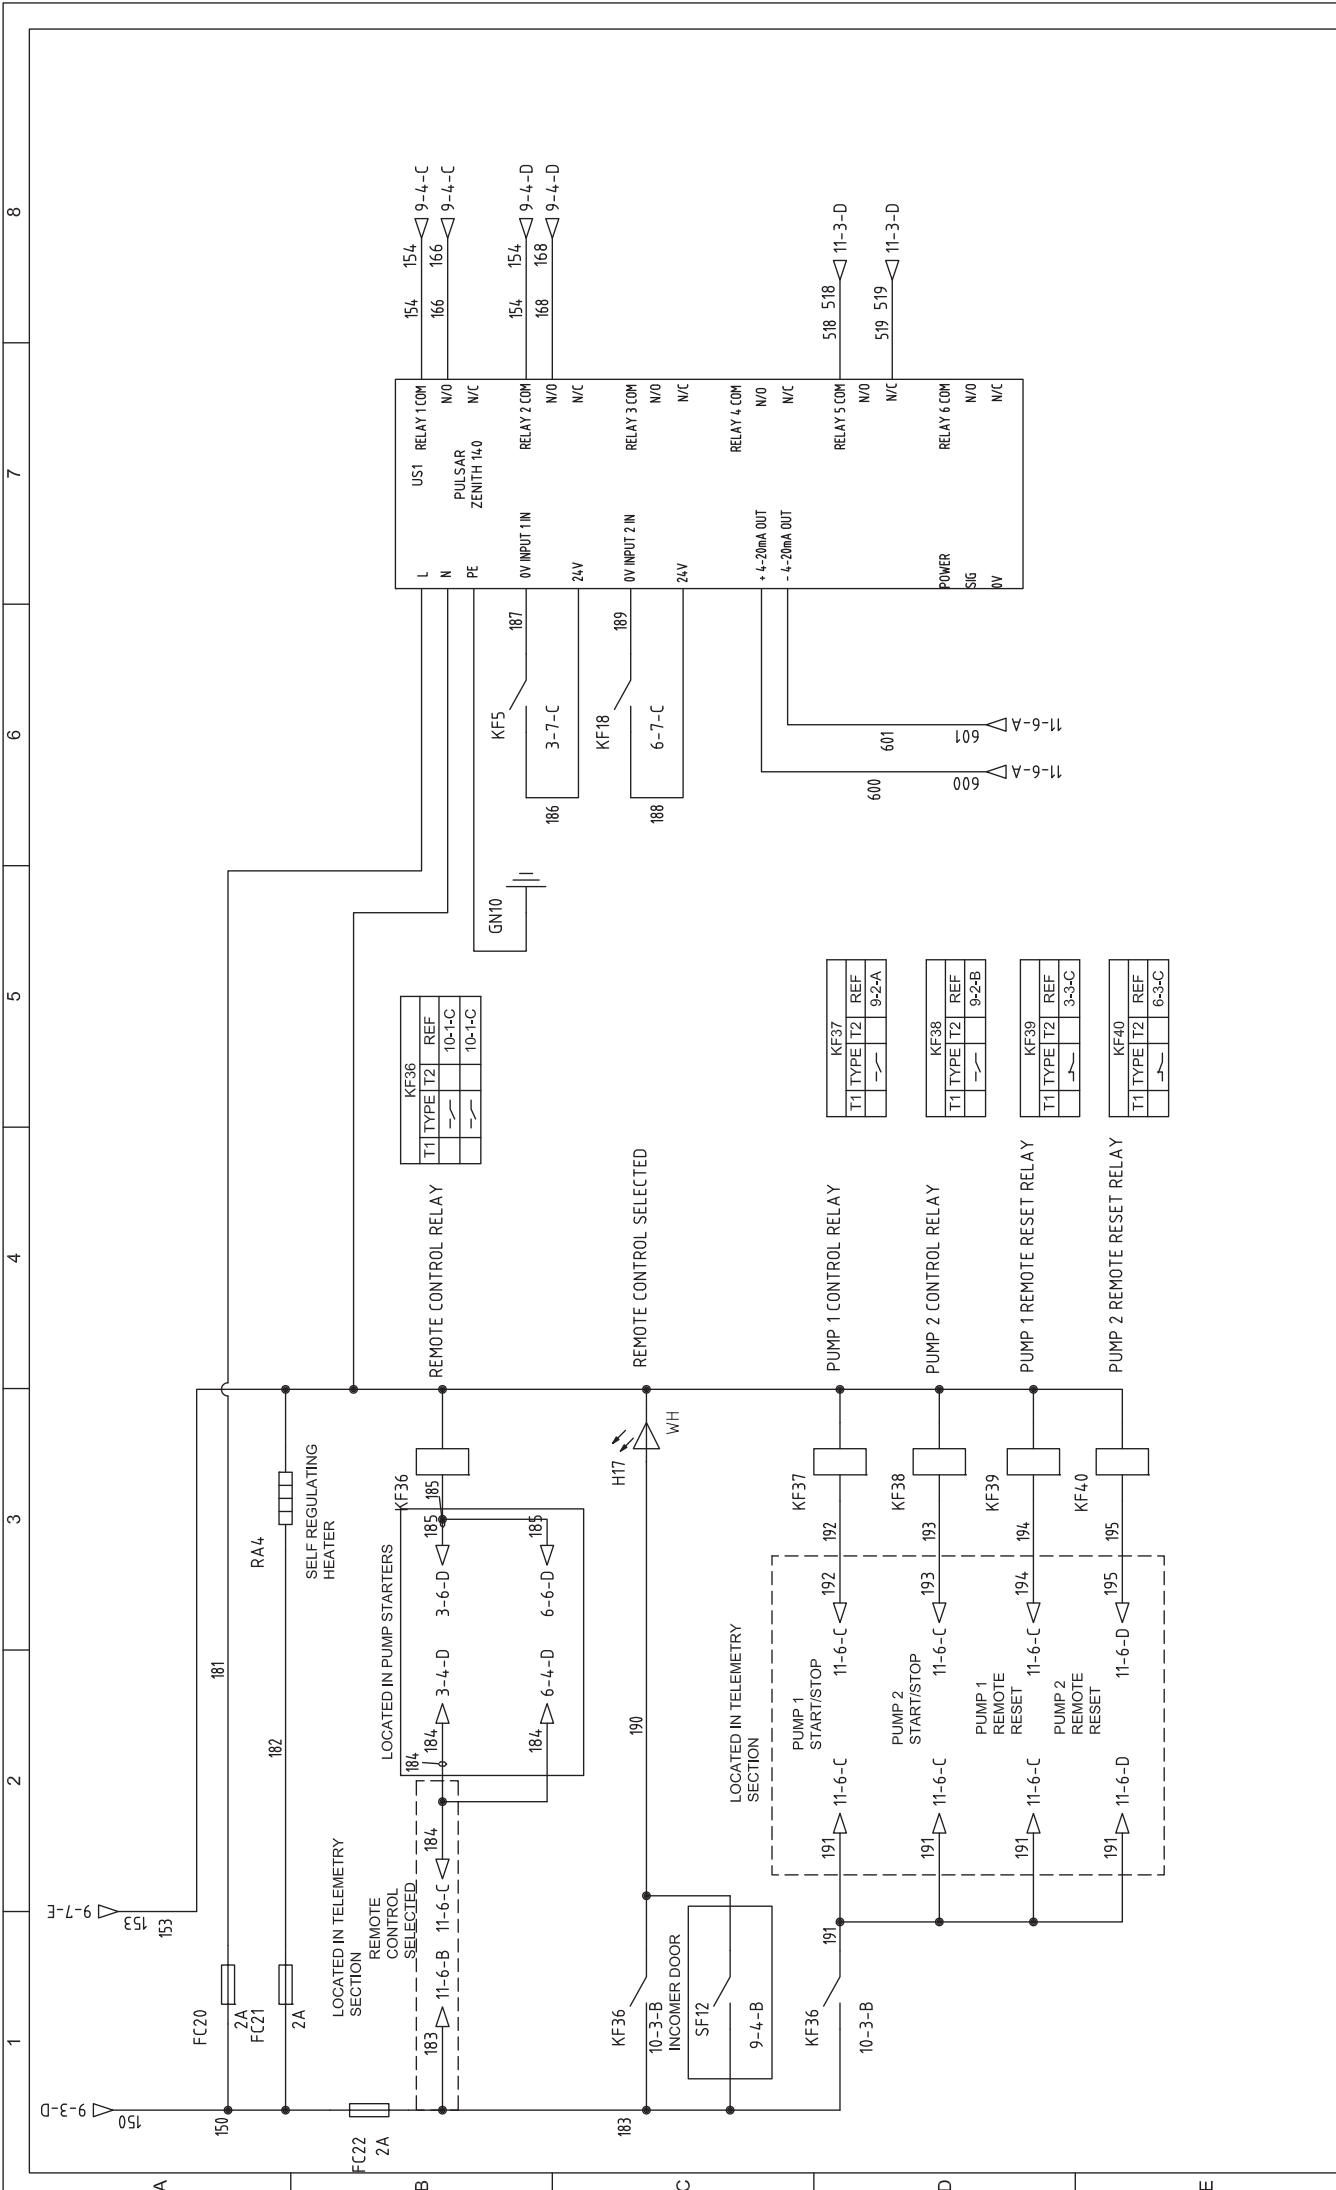 1
2
3
4
5
6
7
8
A
B
C
D
E
9-3-D
150
150
9-7-E
153
153
FC20
2A
181
FC21
2A
182
RA4
SELF REGULATING
HEATER
FC22
2A
LOCATED IN TELEMETRY
SECTION
REMOTE
CONTROL
SELECTED
183
11-6-B
11-6-C
184
LOCATED IN PUMP STARTERS
184
184
3-4-D
3-6-D
185
185
KF36
184
6-4-D
6-6-D
185
REMOTE CONTROL RELAY
KF36
T1 TYPE T2 REF
10-1-C
10-1-C
183
KF36
10-3-B
INCOMER DOOR
SF12
9-4-B
190
H17
WH
REMOTE CONTROL SELECTED
KF36
10-3-B
191
LOCATED IN TELEMETRY
SECTION
PUMP 1
START/STOP
191
11-6-C
11-6-C
192
192
KF37
PUMP 1 CONTROL RELAY
KF37
T1 TYPE T2 REF
9-2-A
PUMP 2
START/STOP
191
11-6-C
11-6-C
193
193
KF38
PUMP 2 CONTROL RELAY
KF38
T1 TYPE T2 REF
9-2-B
PUMP 1
REMOTE
RESET
191
11-6-C
11-6-C
194
194
KF39
PUMP 1 REMOTE RESET RELAY
KF39
T1 TYPE T2 REF
3-3-C
PUMP 2
REMOTE
RESET
191
11-6-D
11-6-D
195
195
KF40
PUMP 2 REMOTE RESET RELAY
KF40
T1 TYPE T2 REF
6-3-C
GN10
KF5
3-7-C
186
187
KF18
6-7-C
188
189
600
600
11-6-A
601
601
11-6-A
US1
PULSAR
ZENITH 140
L
N
PE
0V INPUT 1 IN
24V
0V INPUT 2 IN
24V
+ 4-20mA OUT
- 4-20mA OUT
POWER
SIG
0V
RELAY 1 COM
N/O
N/C
RELAY 2 COM
N/O
N/C
RELAY 3 COM
N/O
N/C
RELAY 4 COM
N/O
N/C
RELAY 5 COM
N/O
N/C
RELAY 6 COM
N/O
N/C
154 154 9-4-C
166 166 9-4-C
154 154 9-4-D
168 168 9-4-D
518 518 11-3-D
519 519 11-3-D